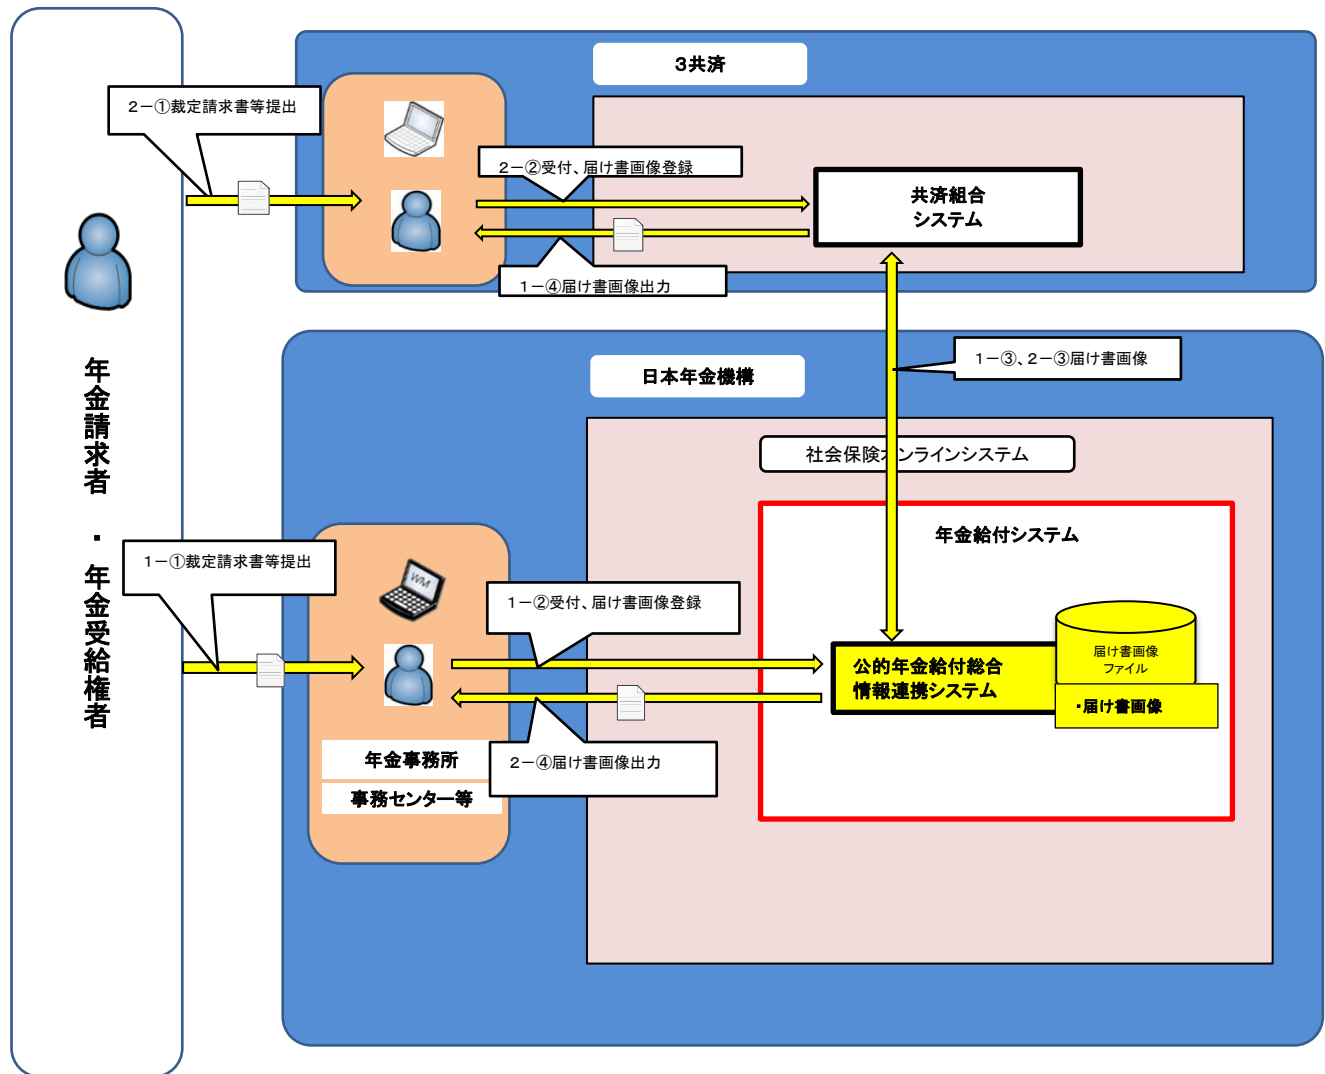 3共済
2－①裁定請求書等提出
2－②受付、届け書画像登録
共済組合
システム
1－④届け書画像出力
1－③、2－③届け書画像
日本年金機構
社会保険オンラインシステム
年金給付システム
年金請求者・年金受給権者
1－①裁定請求書等提出
WM
1－②受付、届け書画像登録
公的年金給付総合
情報連携システム
届け書画像
ファイル
・届け書画像
2－④届け書画像出力
年金事務所
事務センター等